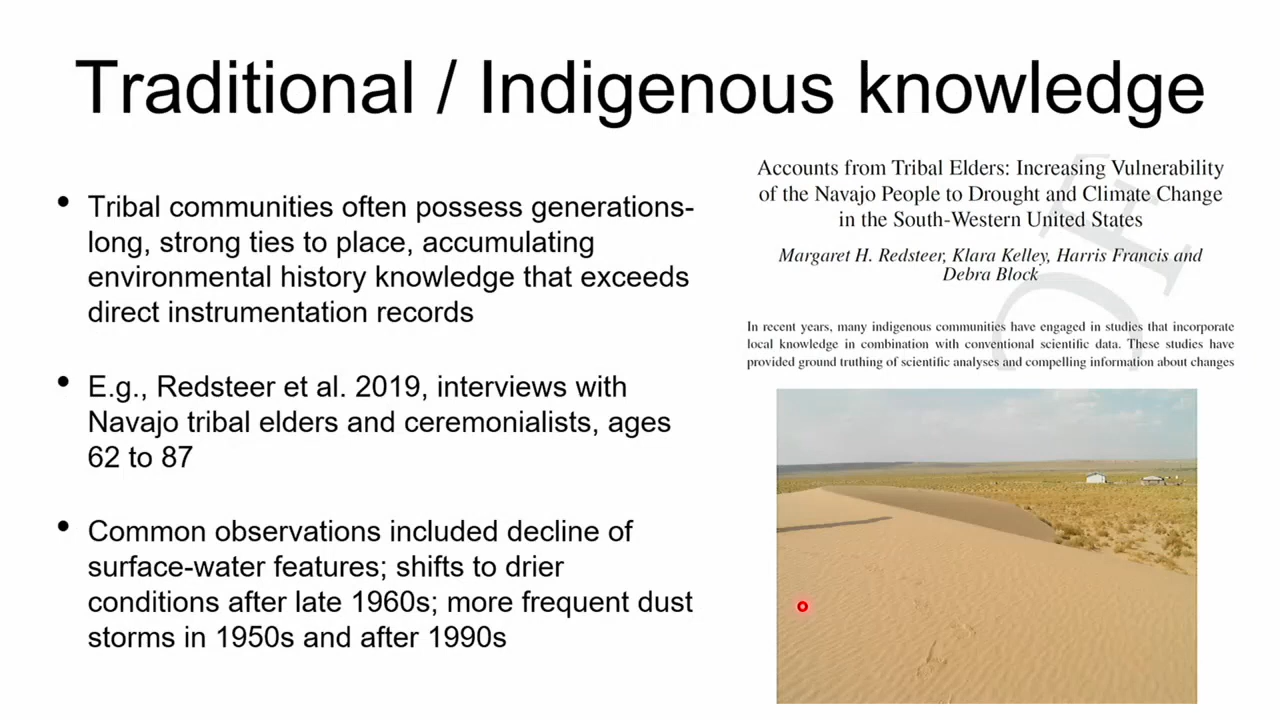 Traditional / Indigenous knowledge
• Tribal communities often possess generations-
long, strong ties to place, accumulating
environmental history knowledge that exceeds
direct instrumentation records
• E.g., Redsteer et al. 2019, interviews with
Navajo tribal elders and ceremonialists, ages
62 to 87
• Common observations included decline of
surface-water features; shifts to drier
conditions after late 1960s; more frequent dust
storms in 1950s and after 1990s
Accounts from Tribal Elders: Increasing Vulnerability
of the Navajo People to Drought and Climate Change
in the South-Western United States
Margaret H. Redsteer, Klara Kelley, Harris Francis and
Debra Block
In recent years, many indigenous communities have engaged in studies that incorporate
local knowledge in combination with conventional scientific data. These studies have
provided ground truthing of scientific analyses and compelling information about changes